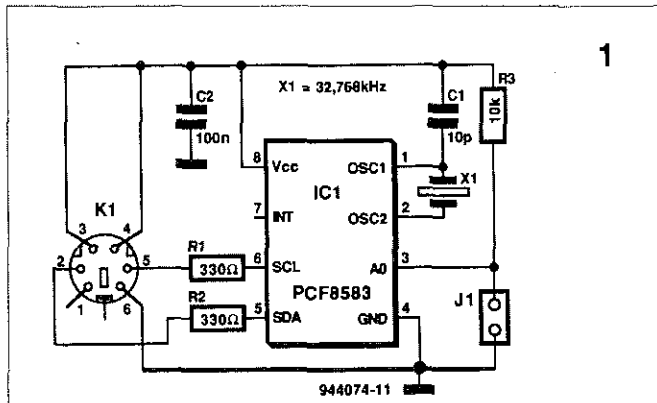 1
X1 = 32,768kHz
C2
100n
C1
10p
R3
10k
8
Vcc
OSC1
1
IC1
X1
K1
7
INT
OSC2
2
3
4
2
5
R1
330Ω
6
SCL
A0
3
PCF8583
J1
1
6
R2
330Ω
5
SDA
GND
4
944074-11